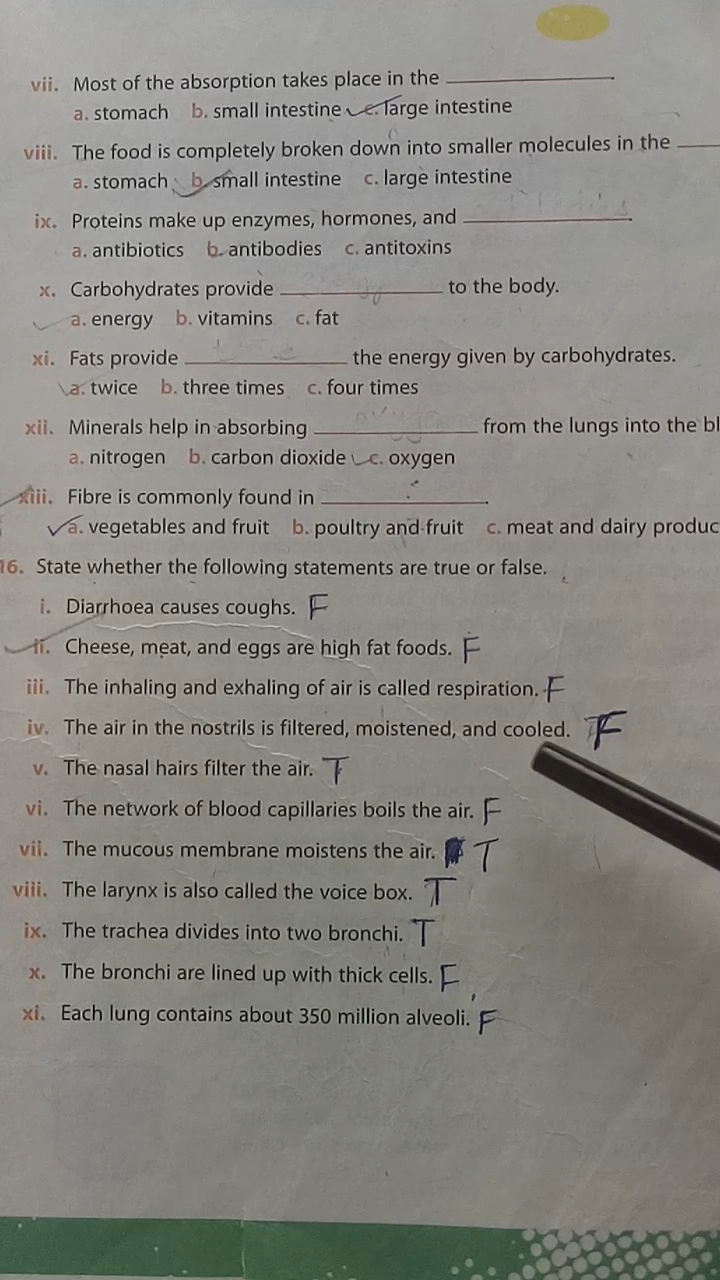 vii. Most of the absorption takes place in the ___________.
a. stomach b. small intestine c. large intestine
viii. The food is completely broken down into smaller molecules in the ____
a. stomach b. small intestine c. large intestine
ix. Proteins make up enzymes, hormones, and ___________.
a. antibiotics b. antibodies c. antitoxins
x. Carbohydrates provide ___________ to the body.
a. energy b. vitamins c. fat
xi. Fats provide ___________ the energy given by carbohydrates.
a. twice b. three times c. four times
xii. Minerals help in absorbing ___________ from the lungs into the bl
a. nitrogen b. carbon dioxide c. oxygen
xiii. Fibre is commonly found in ___________.
a. vegetables and fruit b. poultry and fruit c. meat and dairy produc
16. State whether the following statements are true or false.
i. Diarrhoea causes coughs. F
ii. Cheese, meat, and eggs are high fat foods. F
iii. The inhaling and exhaling of air is called respiration. F
iv. The air in the nostrils is filtered, moistened, and cooled. F
v. The nasal hairs filter the air. T
vi. The network of blood capillaries boils the air. F
vii. The mucous membrane moistens the air. T
viii. The larynx is also called the voice box. T
ix. The trachea divides into two bronchi. T
x. The bronchi are lined up with thick cells. F
xi. Each lung contains about 350 million alveoli. F